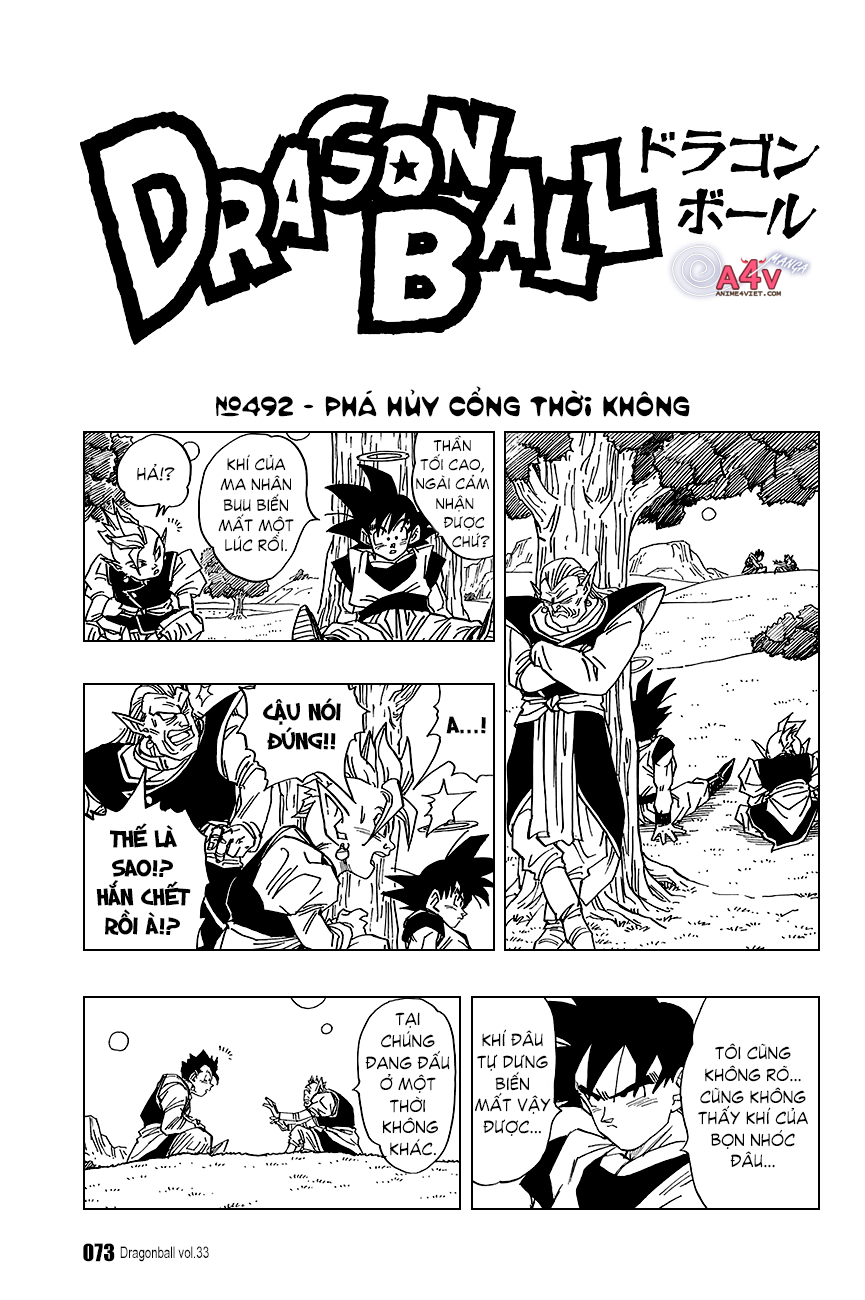 DRAGON BALL
ドラゴン
ボール
A4V
MANGA
ANIME4VIET.COM
№492 - PHÁ HỦY CỔNG THỜI KHÔNG
THẦN
TỐI CAO,
NGÀI CẢM
NHẬN
ĐƯỢC
CHỨ?
KHÍ CỦA
MA NHÂN
BUU BIẾN
MẤT MỘT
LÚC RỒI.
HẢ!?
A...!
CẬU NÓI
ĐÚNG!!
THẾ LÀ
SAO!?
HẮN CHẾT
RỒI À!?
TÔI CŨNG
KHÔNG RÕ...
CŨNG KHÔNG
THẤY KHÍ CỦA
BỌN NHÓC
ĐÂU...
KHÍ ĐÂU
TỰ DƯNG
BIẾN
MẤT VẬY
ĐƯỢC...
TẠI
CHÚNG
ĐANG ĐẤU
Ở MỘT
THỜI
KHÔNG
KHÁC.
073 Dragonball vol.33